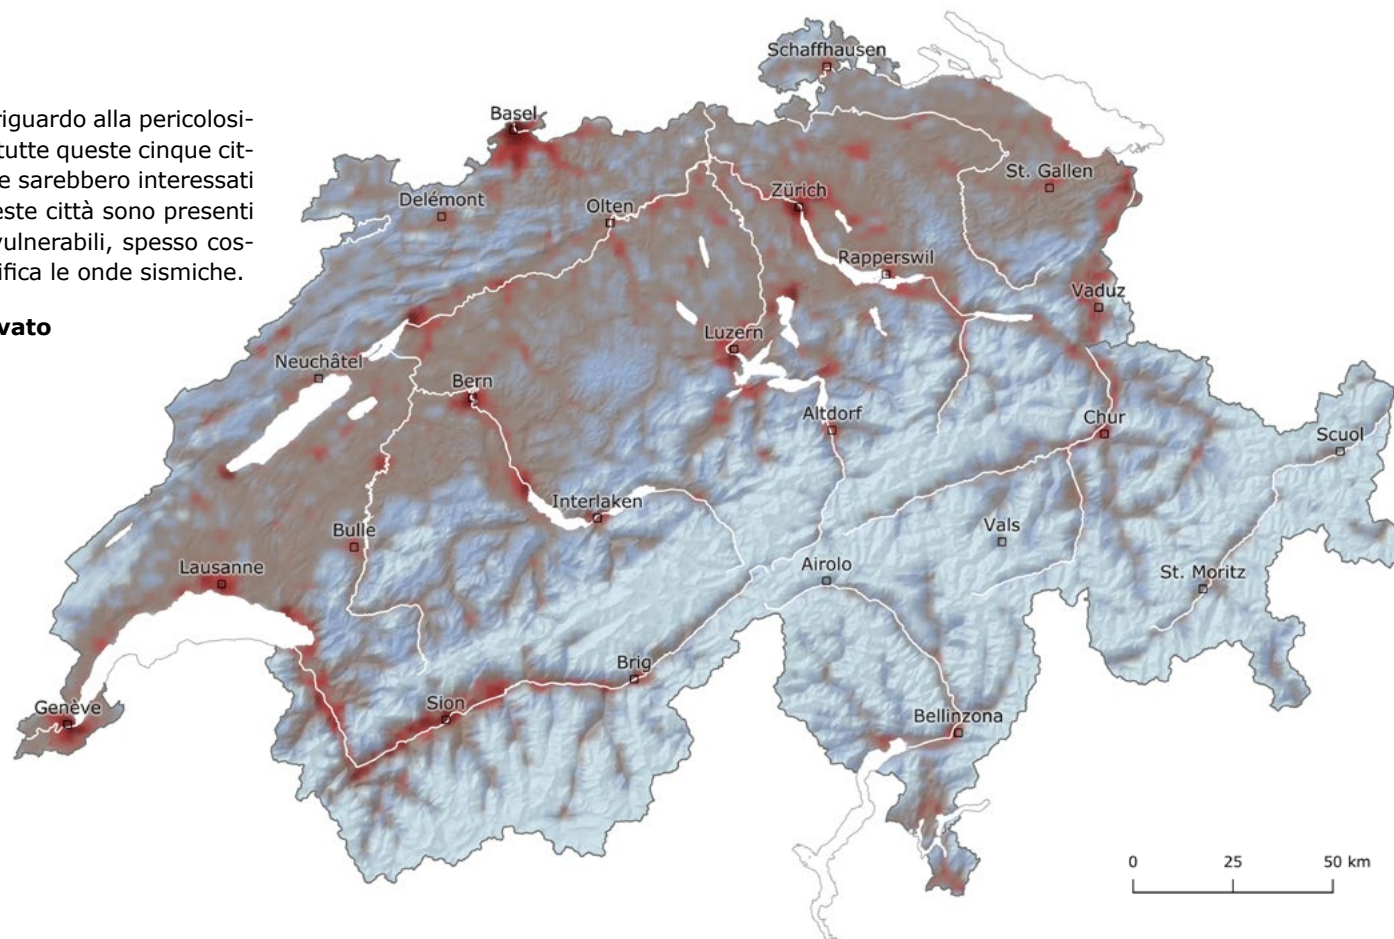 riguardo alla pericolosi-
tutte queste cinque cit-
e sarebbero interessati
este città sono presenti
vulnerabili, spesso cos-
ifica le onde sismiche.
vato
Schaffhausen
Basel
St. Gallen
Zürich
Delémont
Olten
Rapperswil
Vaduz
Luzern
Neuchâtel
Bern
Altdorf
Chur
Scuol
Interlaken
Vals
Bulle
Airolo
Lausanne
St. Moritz
Brig
Sion
Genève
Bellinzona
0 25 50 km